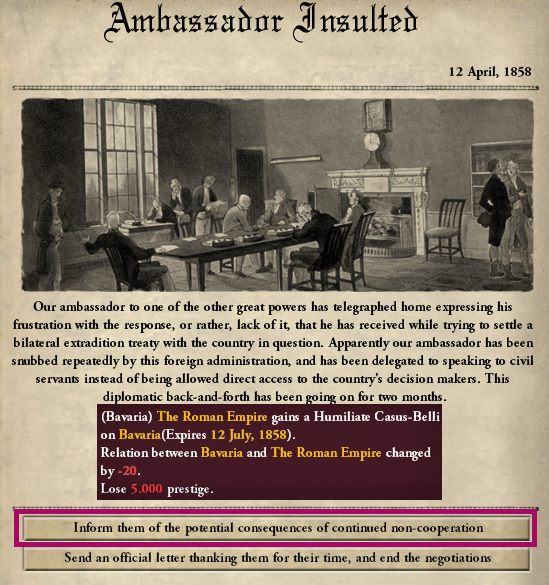 Ambassador Insulted
12 April, 1858
Our ambassador to one of the other great powers has telegraphed home expressing his
frustration with the response, or rather, lack of it, that he has received while trying to settle a
bilateral extradition treaty with the country in question. Apparently our ambassador has been
snubbed repeatedly by this foreign administration, and has been delegated to speaking to civil
servants instead of being allowed direct access to the country's decision makers. This
diplomatic back-and-forth has been going on for two months.
(Bavaria) The Roman Empire gains a Humiliate Casus-Belli
on Bavaria(Expires 12 July, 1858).
Relation between Bavaria and The Roman Empire changed
by -20.
Lose 5.000 prestige.
Inform them of the potential consequences of continued non-cooperation
Send an official letter thanking them for their time, and end the negotiations